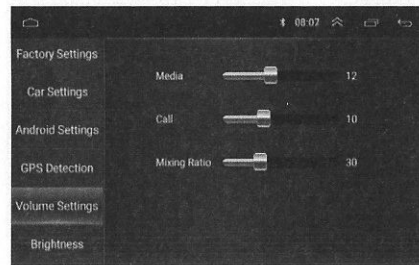 08:07
Factory Settings
Car Settings
Android Settings
GPS Detection
Volume Settings
Brightness
Media 12
Call 10
Mixing Ratio 30